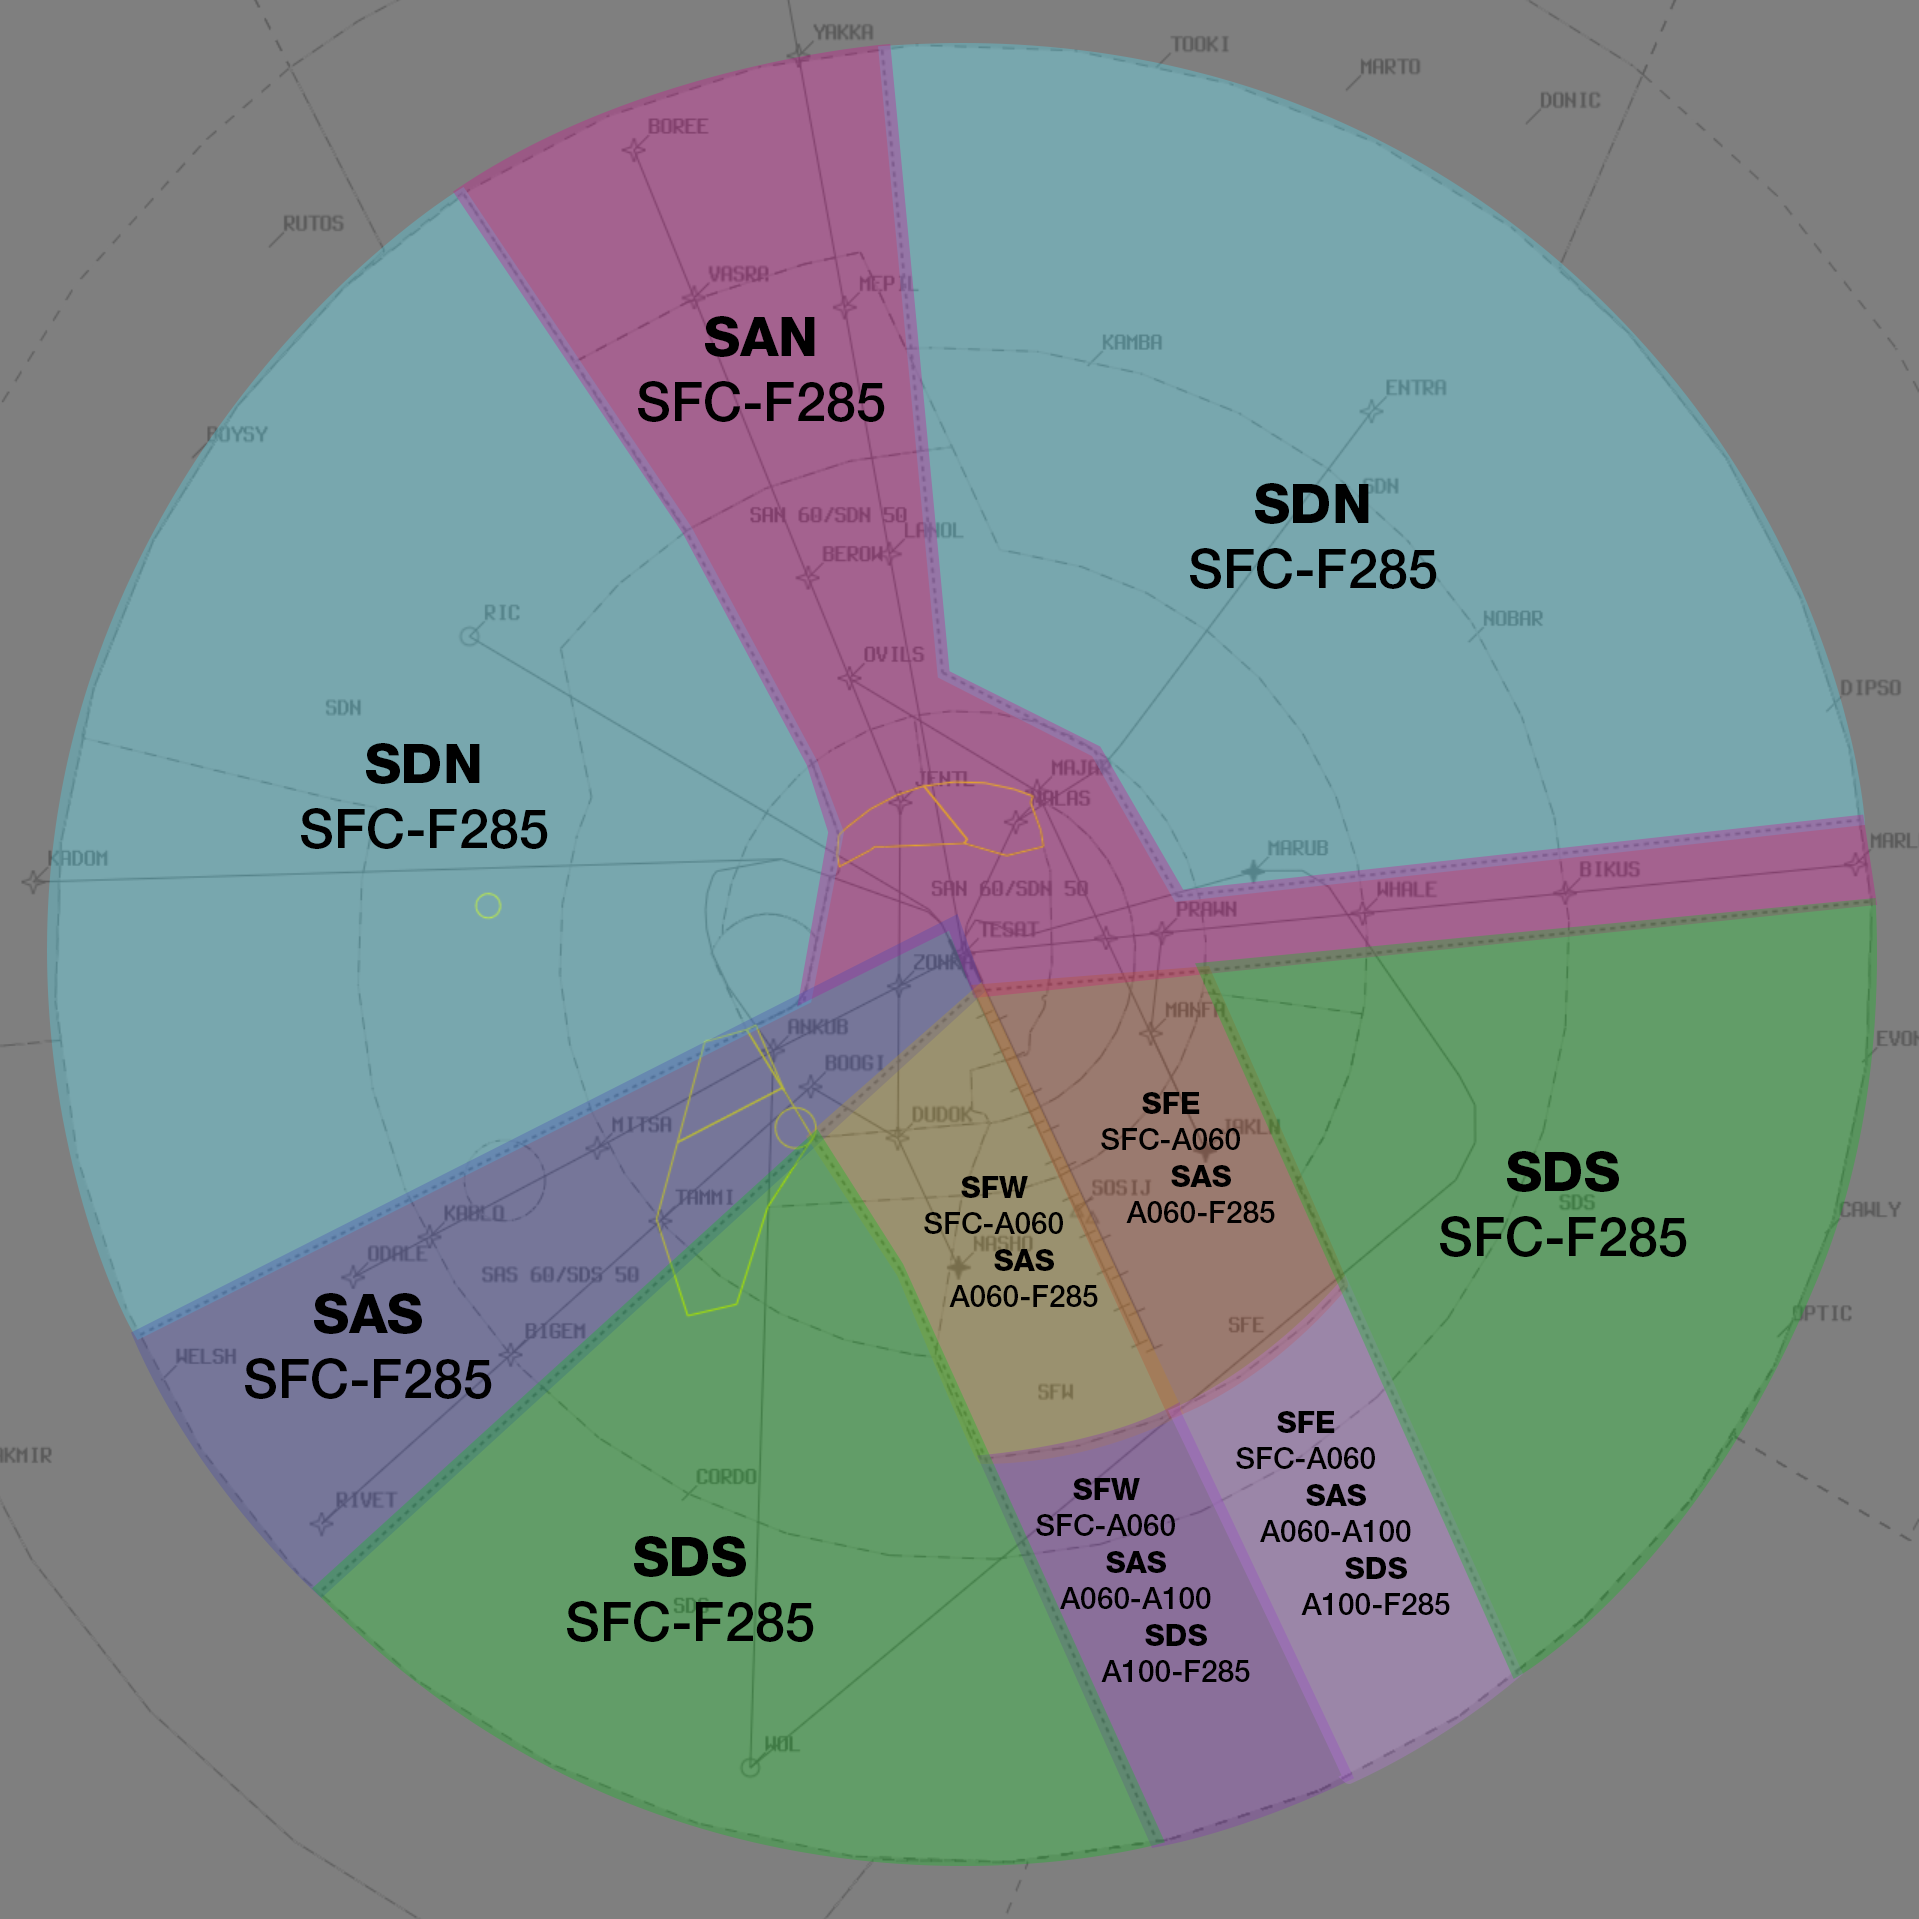 YAKKA
TOOKI
MARTO
DONIC
BOREE
RUTOS
VASRA
MEPIL
SAN
SFC-F285
KAMBA
ENTRA
BOYSY
SDN
SDN
SFC-F285
SAN 60/SDN 50
LANOL
BEROW
RIC
NOBAR
OVILS
SDN
DIPSO
SDN
SFC-F285
JENTL
MAJAR
NALAS
KADOM
MARUB
MARL
BIKUS
WHALE
SAN 60/SDN 50
PRAWN
TESAT
ZONKA
MANFA
ANKUB
EVON
BOOGI
DUDOK
MITSA
SFE
SFC-A060
SAS
A060-F285
JAKLN
SFW
SFC-A060
SAS
A060-F285
SOSIJ
NASHO
TAMMI
SDS
SFC-F285
SDS
CAWLY
KABLO
ODALE
SAS 60/SDS 50
SAS
SFC-F285
BIGEM
WELSH
OPTIC
SFE
SFW
SFE
SFC-A060
SAS
A060-A100
SDS
A100-F285
AKMIR
CORDO
RIVET
SFW
SFC-A060
SAS
A060-A100
SDS
A100-F285
SDS
SFC-F285
SDS
WOL